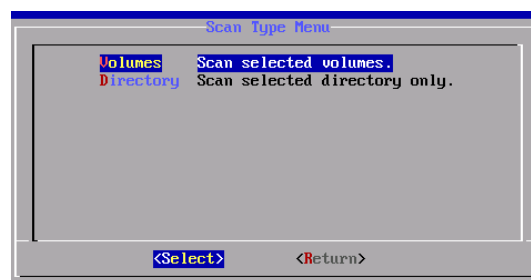 Scan Type Menu
Volumes Scan selected volumes.
Directory Scan selected directory only.
<Select> <Return>